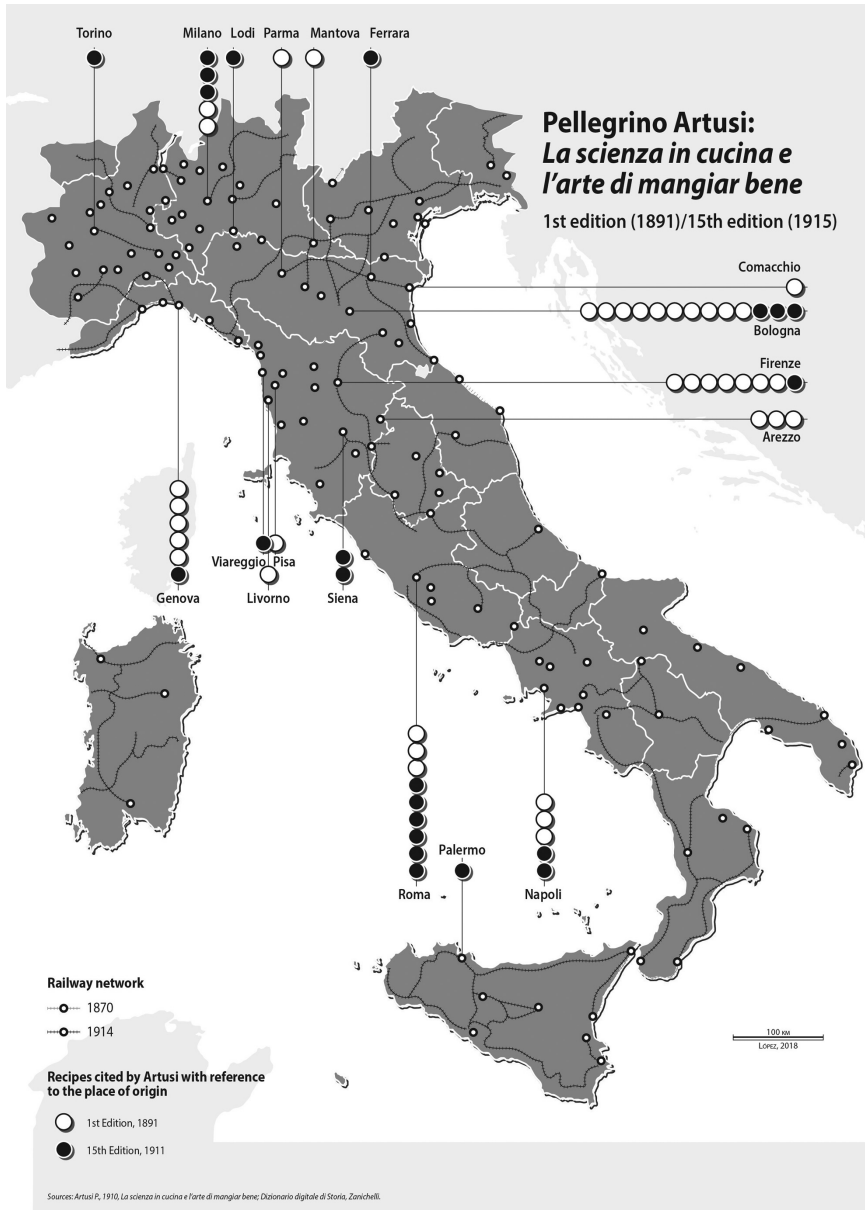 Torino
Milano
Lodi
Parma
Mantova
Ferrara
Pellegrino Artusi:
La scienza in cucina e
l'arte di mangiar bene
1st edition (1891)/15th edition (1915)
Comacchio
Bologna
Firenze
Arezzo
Viareggio
Pisa
Genova
Livorno
Siena
Palermo
Roma
Napoli
Railway network
1870
1914
100 KM
López, 2018
Recipes cited by Artusi with reference
to the place of origin
1st Edition, 1891
15th Edition, 1911
Sources: Artusi P., 1910, La scienza in cucina e l'arte di mangiar bene; Dizionario digitale di Storia, Zanichelli.